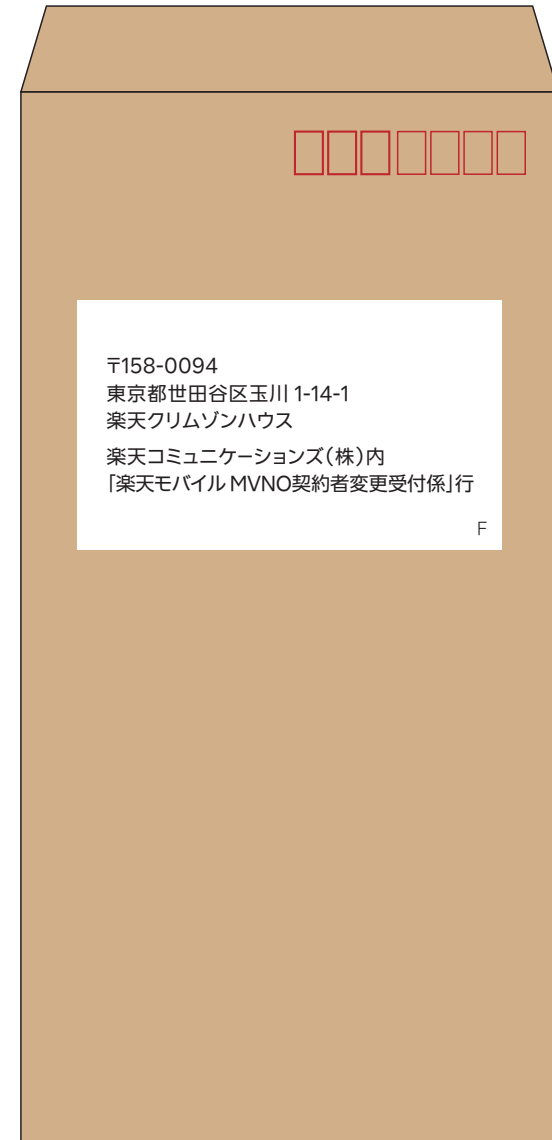 〒158-0094
東京都世田谷区玉川 1-14-1
楽天クリムゾンハウス
楽天コミュニケーションズ(株)内
「楽天モバイル MVNO契約者変更受付係」行
F